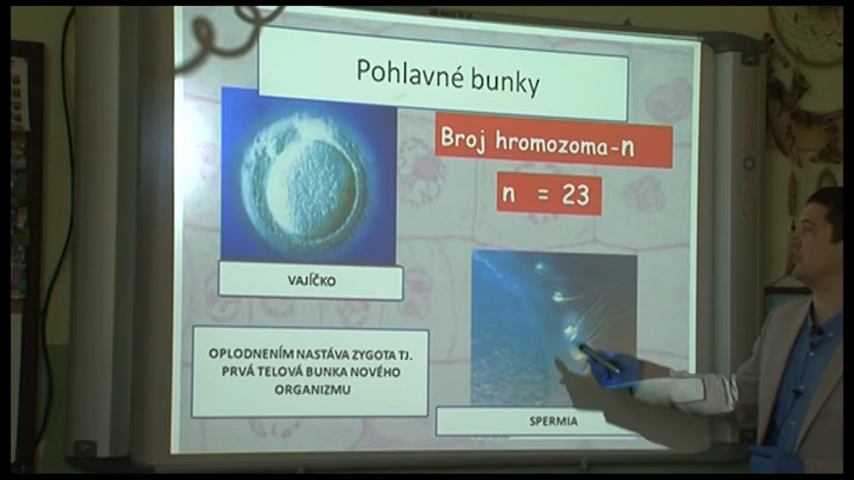 Pohlavné bunky
Broj hromozoma-n
n = 23
VAJÍČKO
OPLODNENÍM NASTÁVA ZYGOTA TJ.
PRVÁ TELOVÁ BUNKA NOVÉHO
ORGANIZMU
SPERMIA